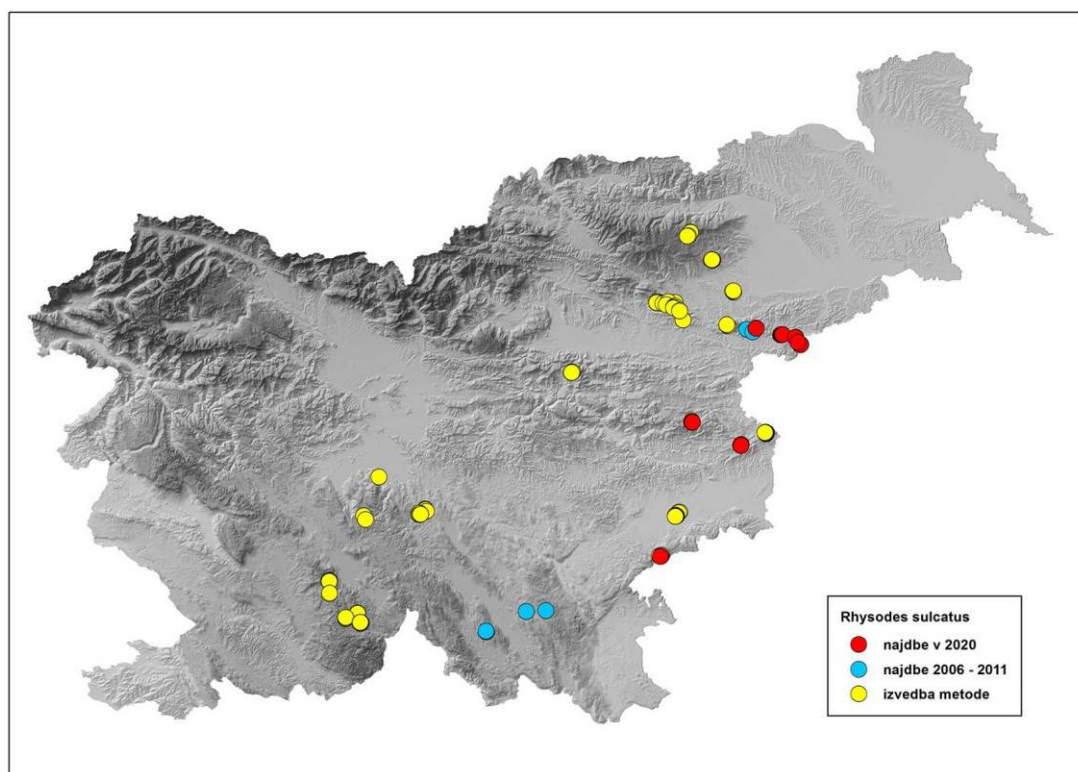 Rhysodes sulcatus
najdbe v 2020
najdbe 2006 - 2011
izvedba metode